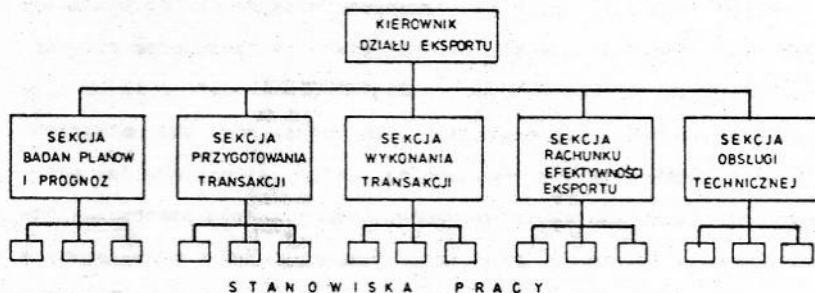 KIEROWNIK
DZIAŁU EKSPORTU
SEKCJA
BADAN PLANÓW
I PROGNOZ
SEKCJA
PRZYGOTOWANIA
TRANSAKCJI
SEKCJA
WYKONANIA
TRANSAKCJI
SEKCJA
RACHUNKU
EFEKTYWNOŚCI
EKSPORTU
SEKCJA
OBSŁUGI
TECHNICZNEJ
STANOWISKA PRACY